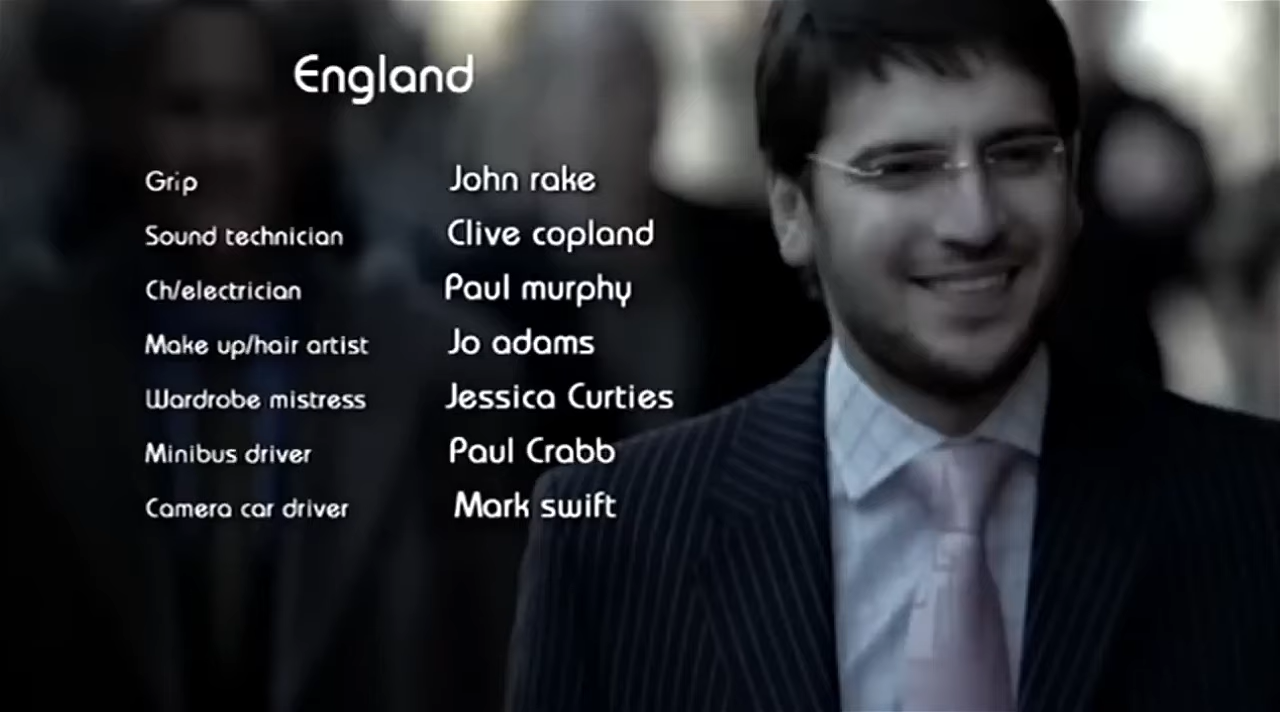 England
Grip John rake
Sound technician Clive copland
Ch/electrician Paul murphy
Make up/hair artist Jo adams
Wardrobe mistress Jessica Curties
Minibus driver Paul Crabb
Camera car driver Mark swift